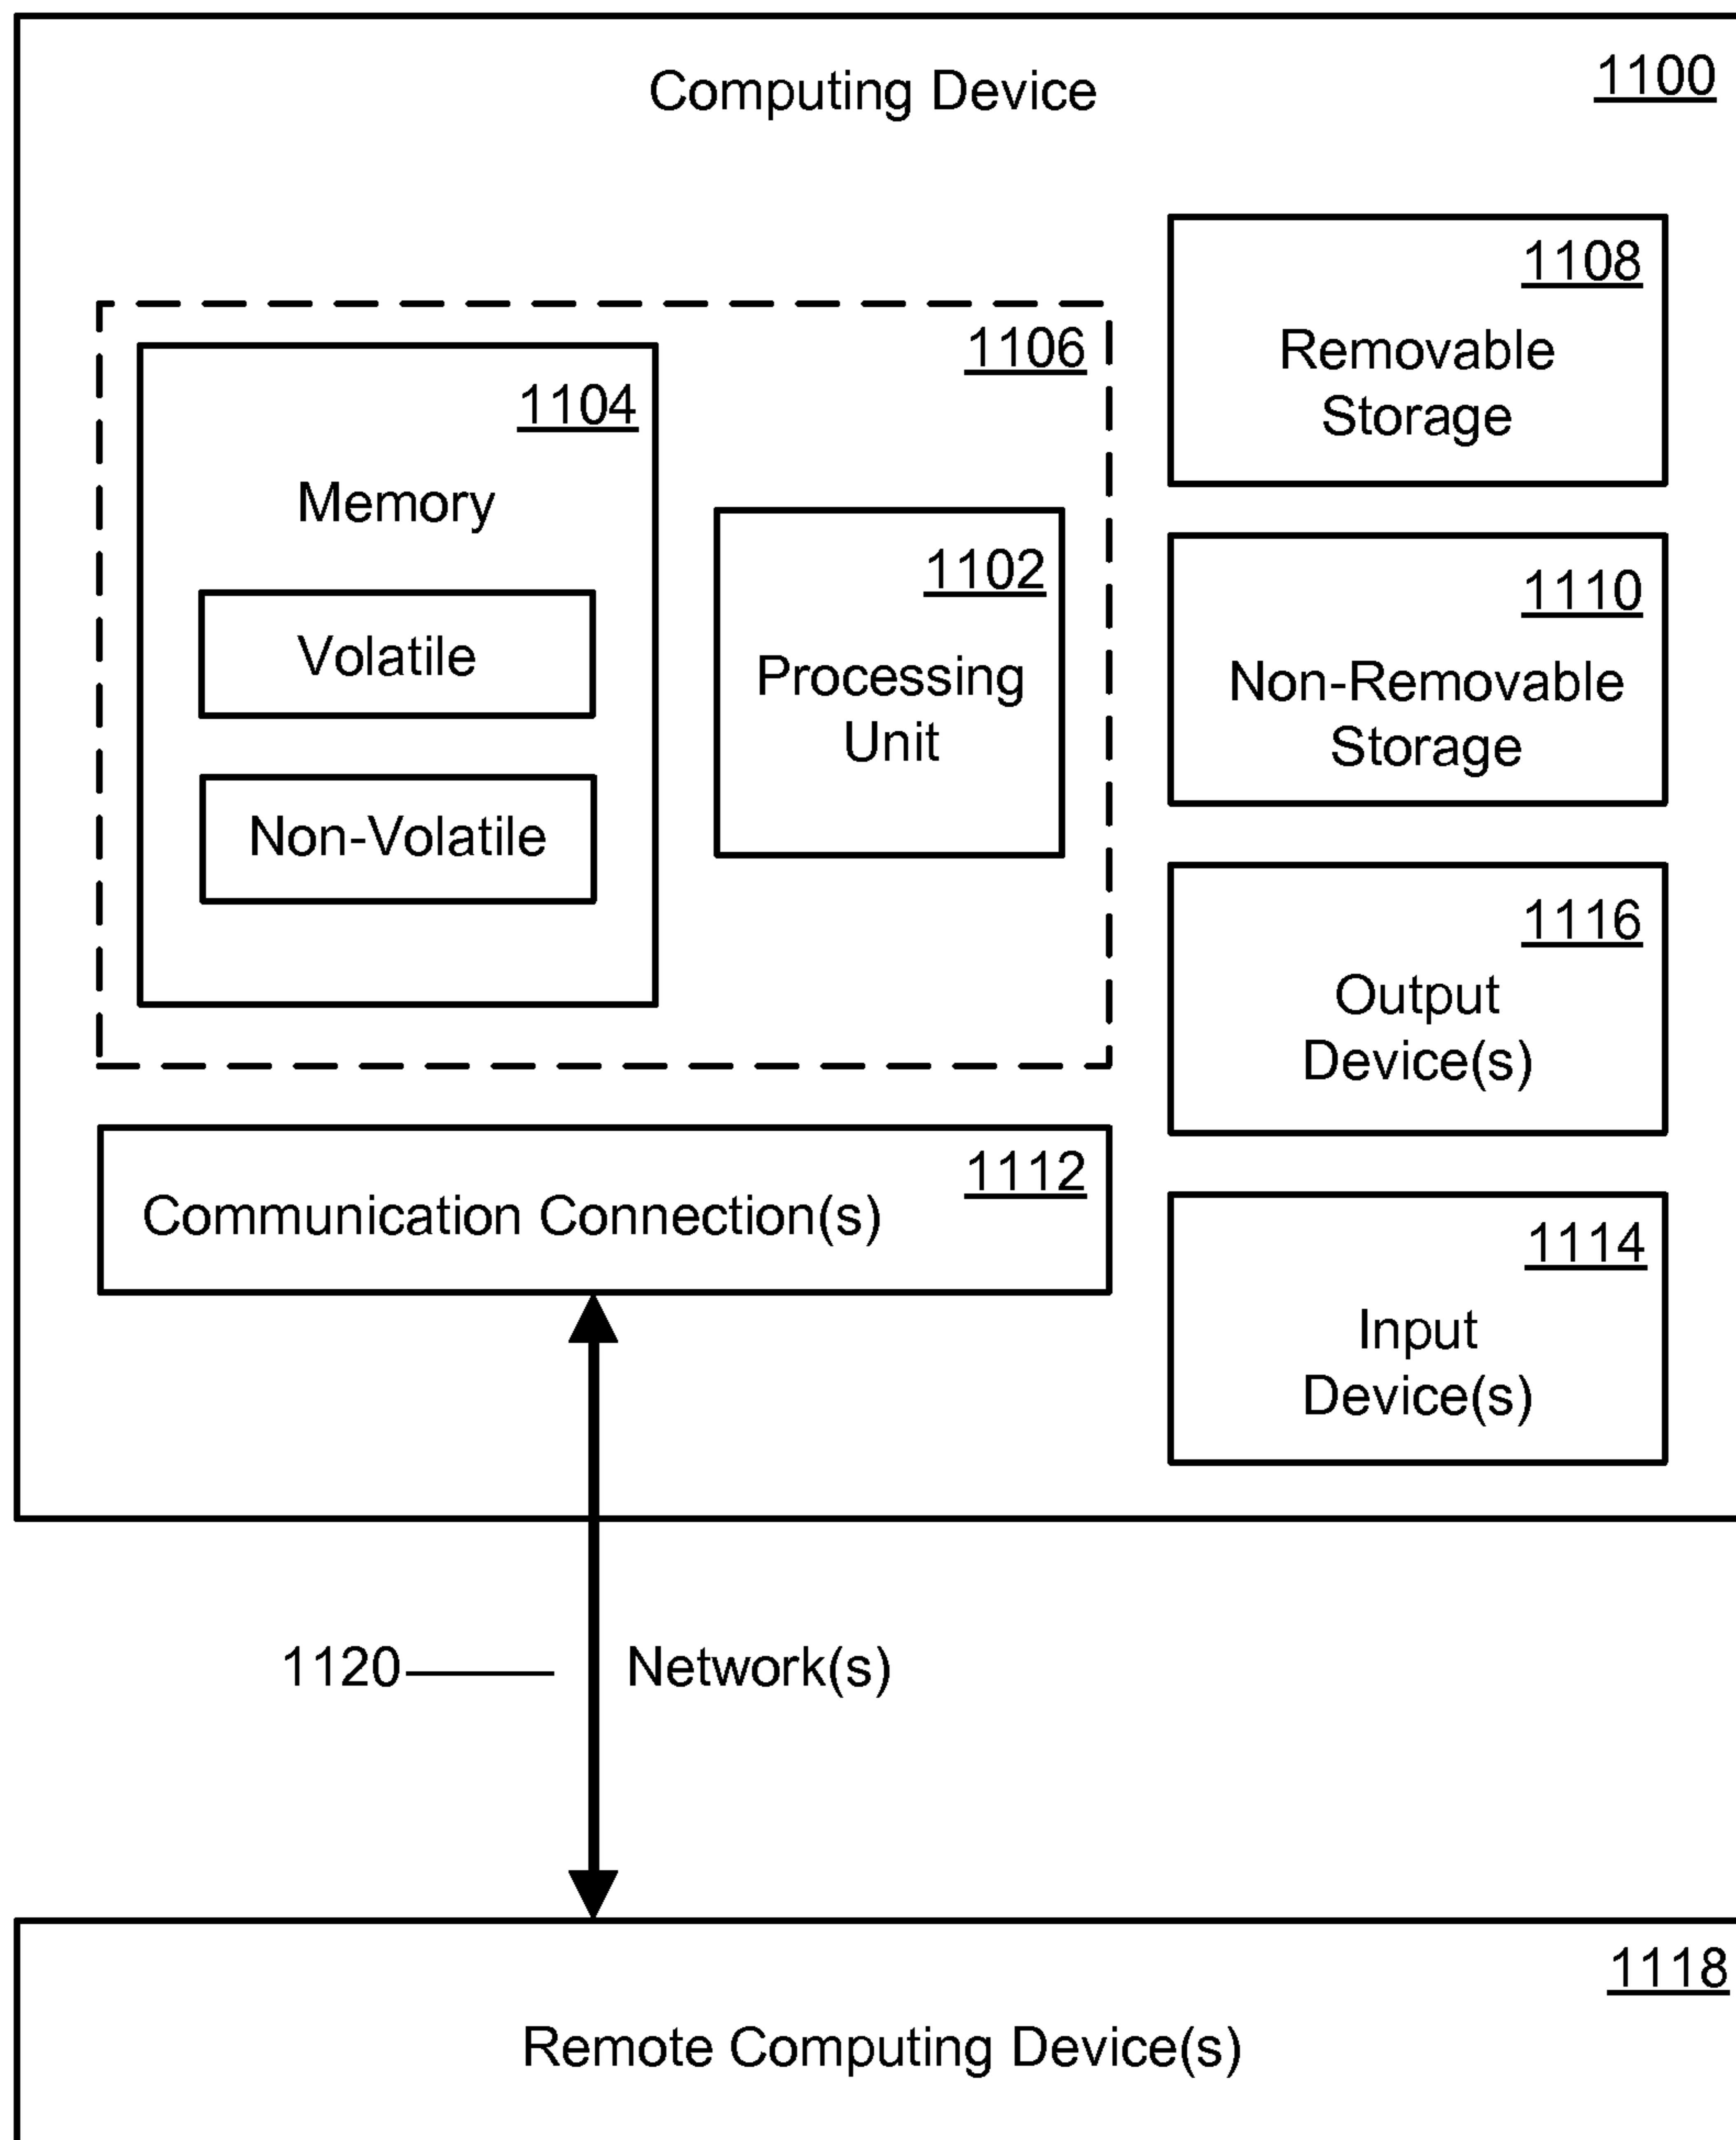 Computing Device
1100
1106
1104
Memory
Volatile
Non-Volatile
1102
Processing
Unit
1108
Removable
Storage
1110
Non-Removable
Storage
1116
Output
Device(s)
1112
Communication Connection(s)
1114
Input
Device(s)
1120
Network(s)
1118
Remote Computing Device(s)